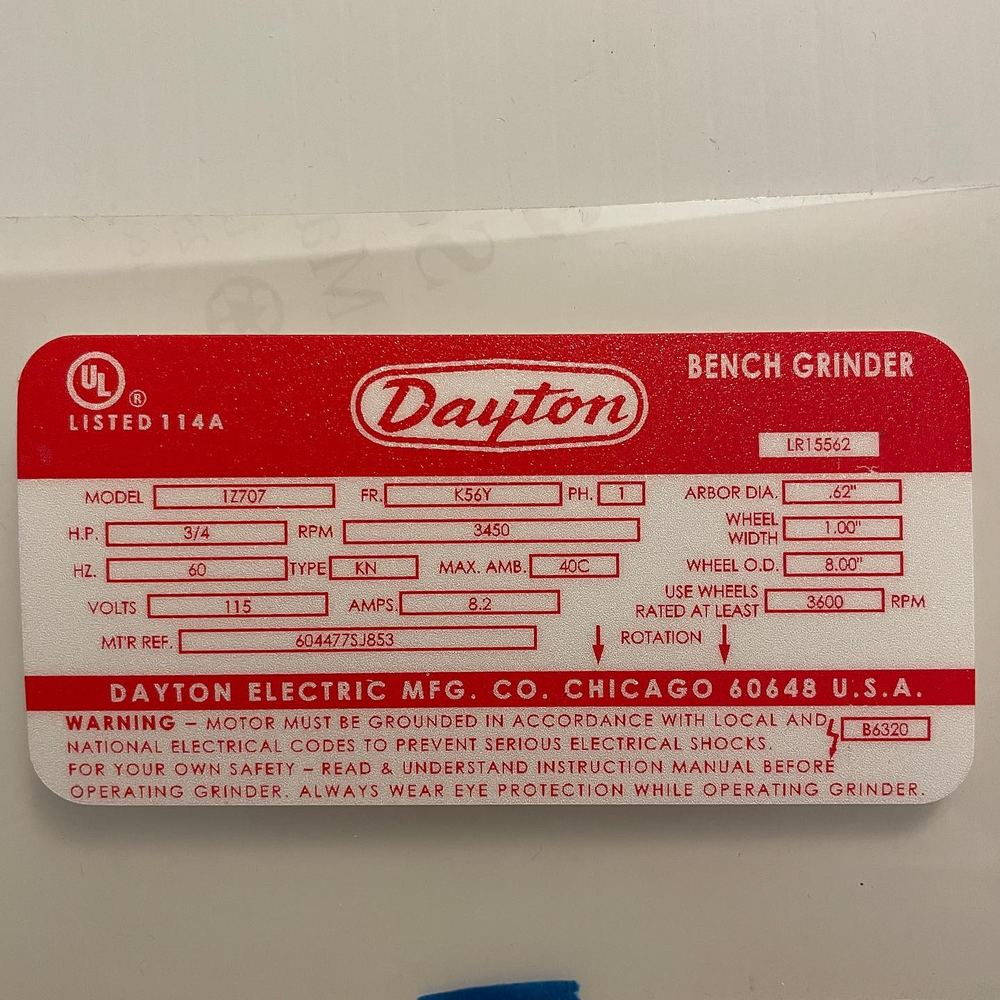 UL
®
LISTED 114A
Dayton
BENCH GRINDER
LR15562
MODEL 1Z707 FR. K56Y PH. 1 ARBOR DIA. .62"
H.P. 3/4 RPM 3450 WHEEL WIDTH 1.00"
HZ. 60 TYPE KN MAX. AMB. 40C WHEEL O.D. 8.00"
VOLTS 115 AMPS. 8.2 USE WHEELS RATED AT LEAST 3600 RPM
MT'R REF. 604477SJ853 ROTATION
DAYTON ELECTRIC MFG. CO. CHICAGO 60648 U.S.A.
WARNING – MOTOR MUST BE GROUNDED IN ACCORDANCE WITH LOCAL AND
NATIONAL ELECTRICAL CODES TO PREVENT SERIOUS ELECTRICAL SHOCKS.
B6320
FOR YOUR OWN SAFETY – READ & UNDERSTAND INSTRUCTION MANUAL BEFORE
OPERATING GRINDER. ALWAYS WEAR EYE PROTECTION WHILE OPERATING GRINDER.